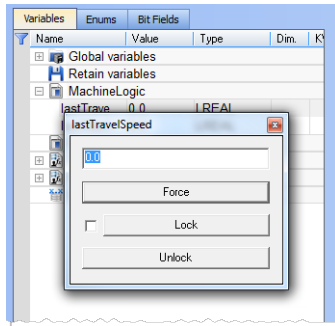 Variables Enums Bit Fields
Name Value Type Dim.
Global variables
Retain variables
MachineLogic
lastTrave 0.0 LREAL
lastTravelSpeed
0.0
Force
Lock
Unlock